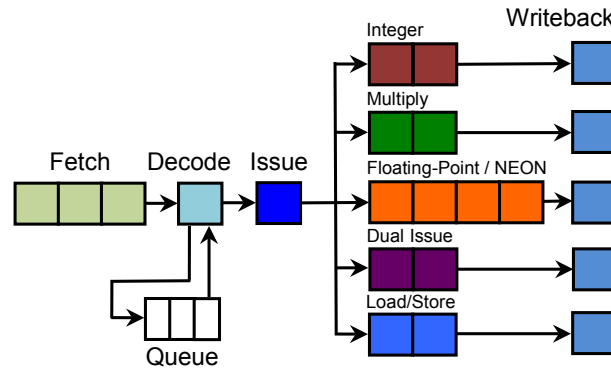 Writeback
Integer
Multiply
Fetch
Decode
Issue
Floating-Point / NEON
Dual Issue
Load/Store
Queue